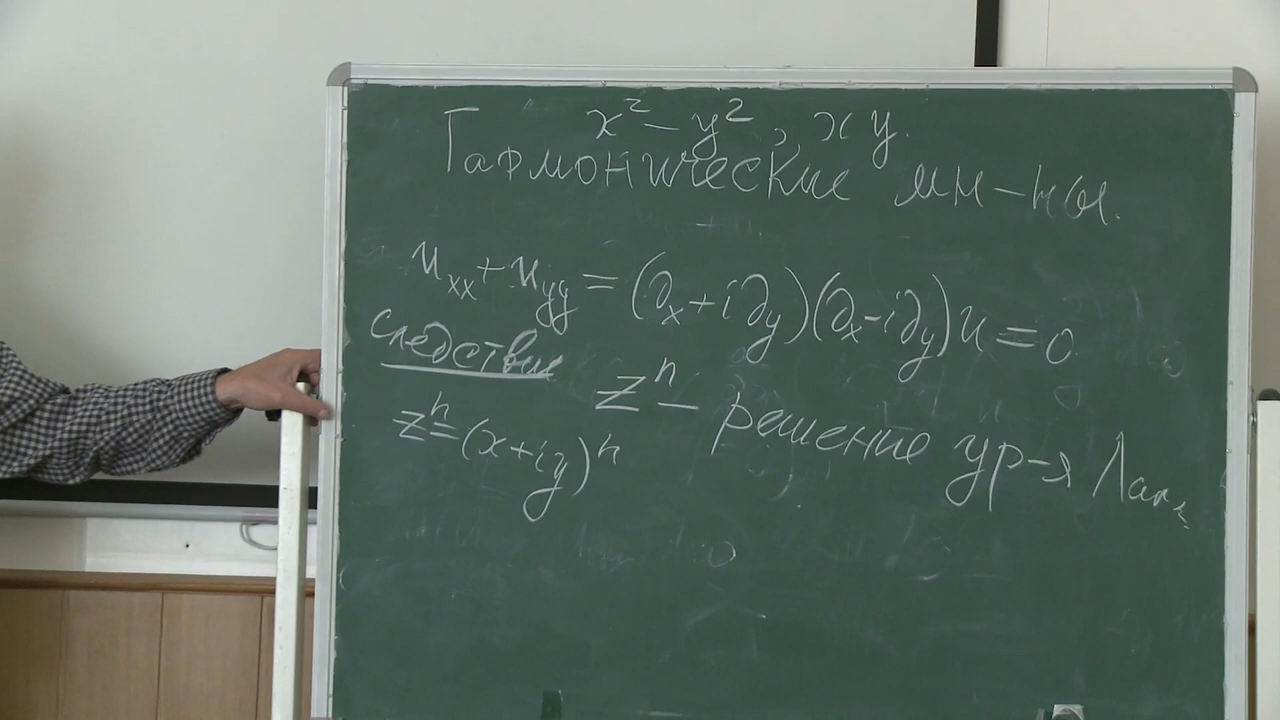 x² − y², xy.
Гармонические мн-ны.
u_xx + u_yy = (∂_x + i∂_y)(∂_x − i∂_y)u = 0
следствие
zⁿ − решение ур-я Лапл
zⁿ = (x + iy)ⁿ